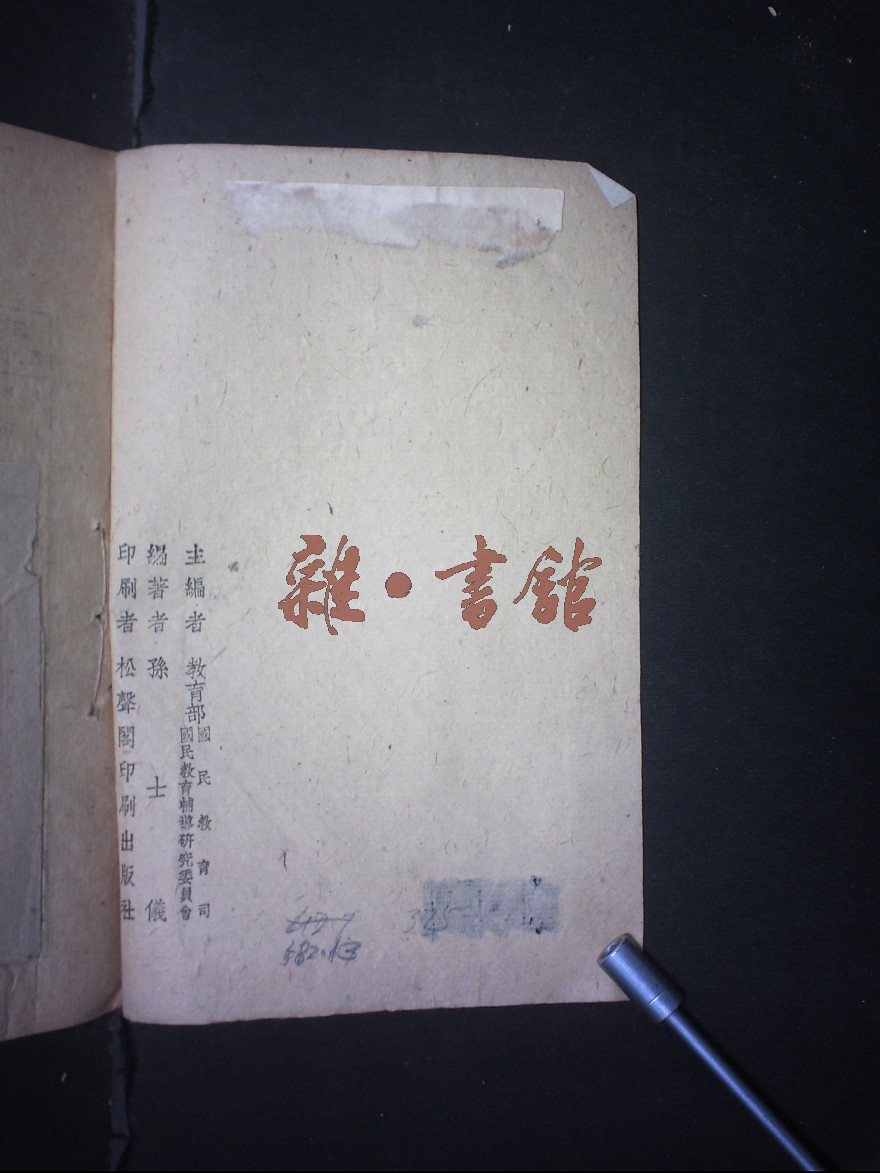 主編者 教育部 國民教育司 國民教育輔導研究委員會
編著者 孫士儀
印刷者 松聲閣印刷出版社
雜·書館